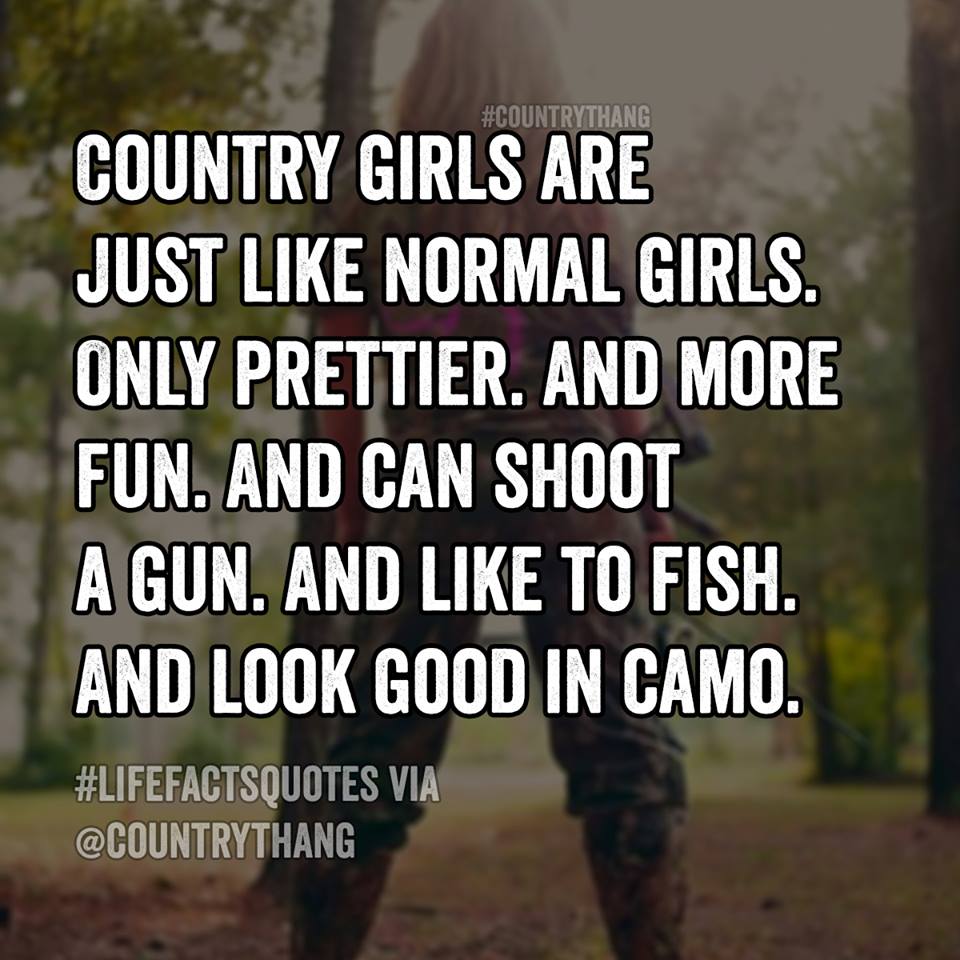 #COUNTRYTHANG
COUNTRY GIRLS ARE
JUST LIKE NORMAL GIRLS.
ONLY PRETTIER. AND MORE
FUN. AND CAN SHOOT
A GUN. AND LIKE TO FISH.
AND LOOK GOOD IN CAMO.
#LIFEFACTSQUOTES VIA
@COUNTRYTHANG